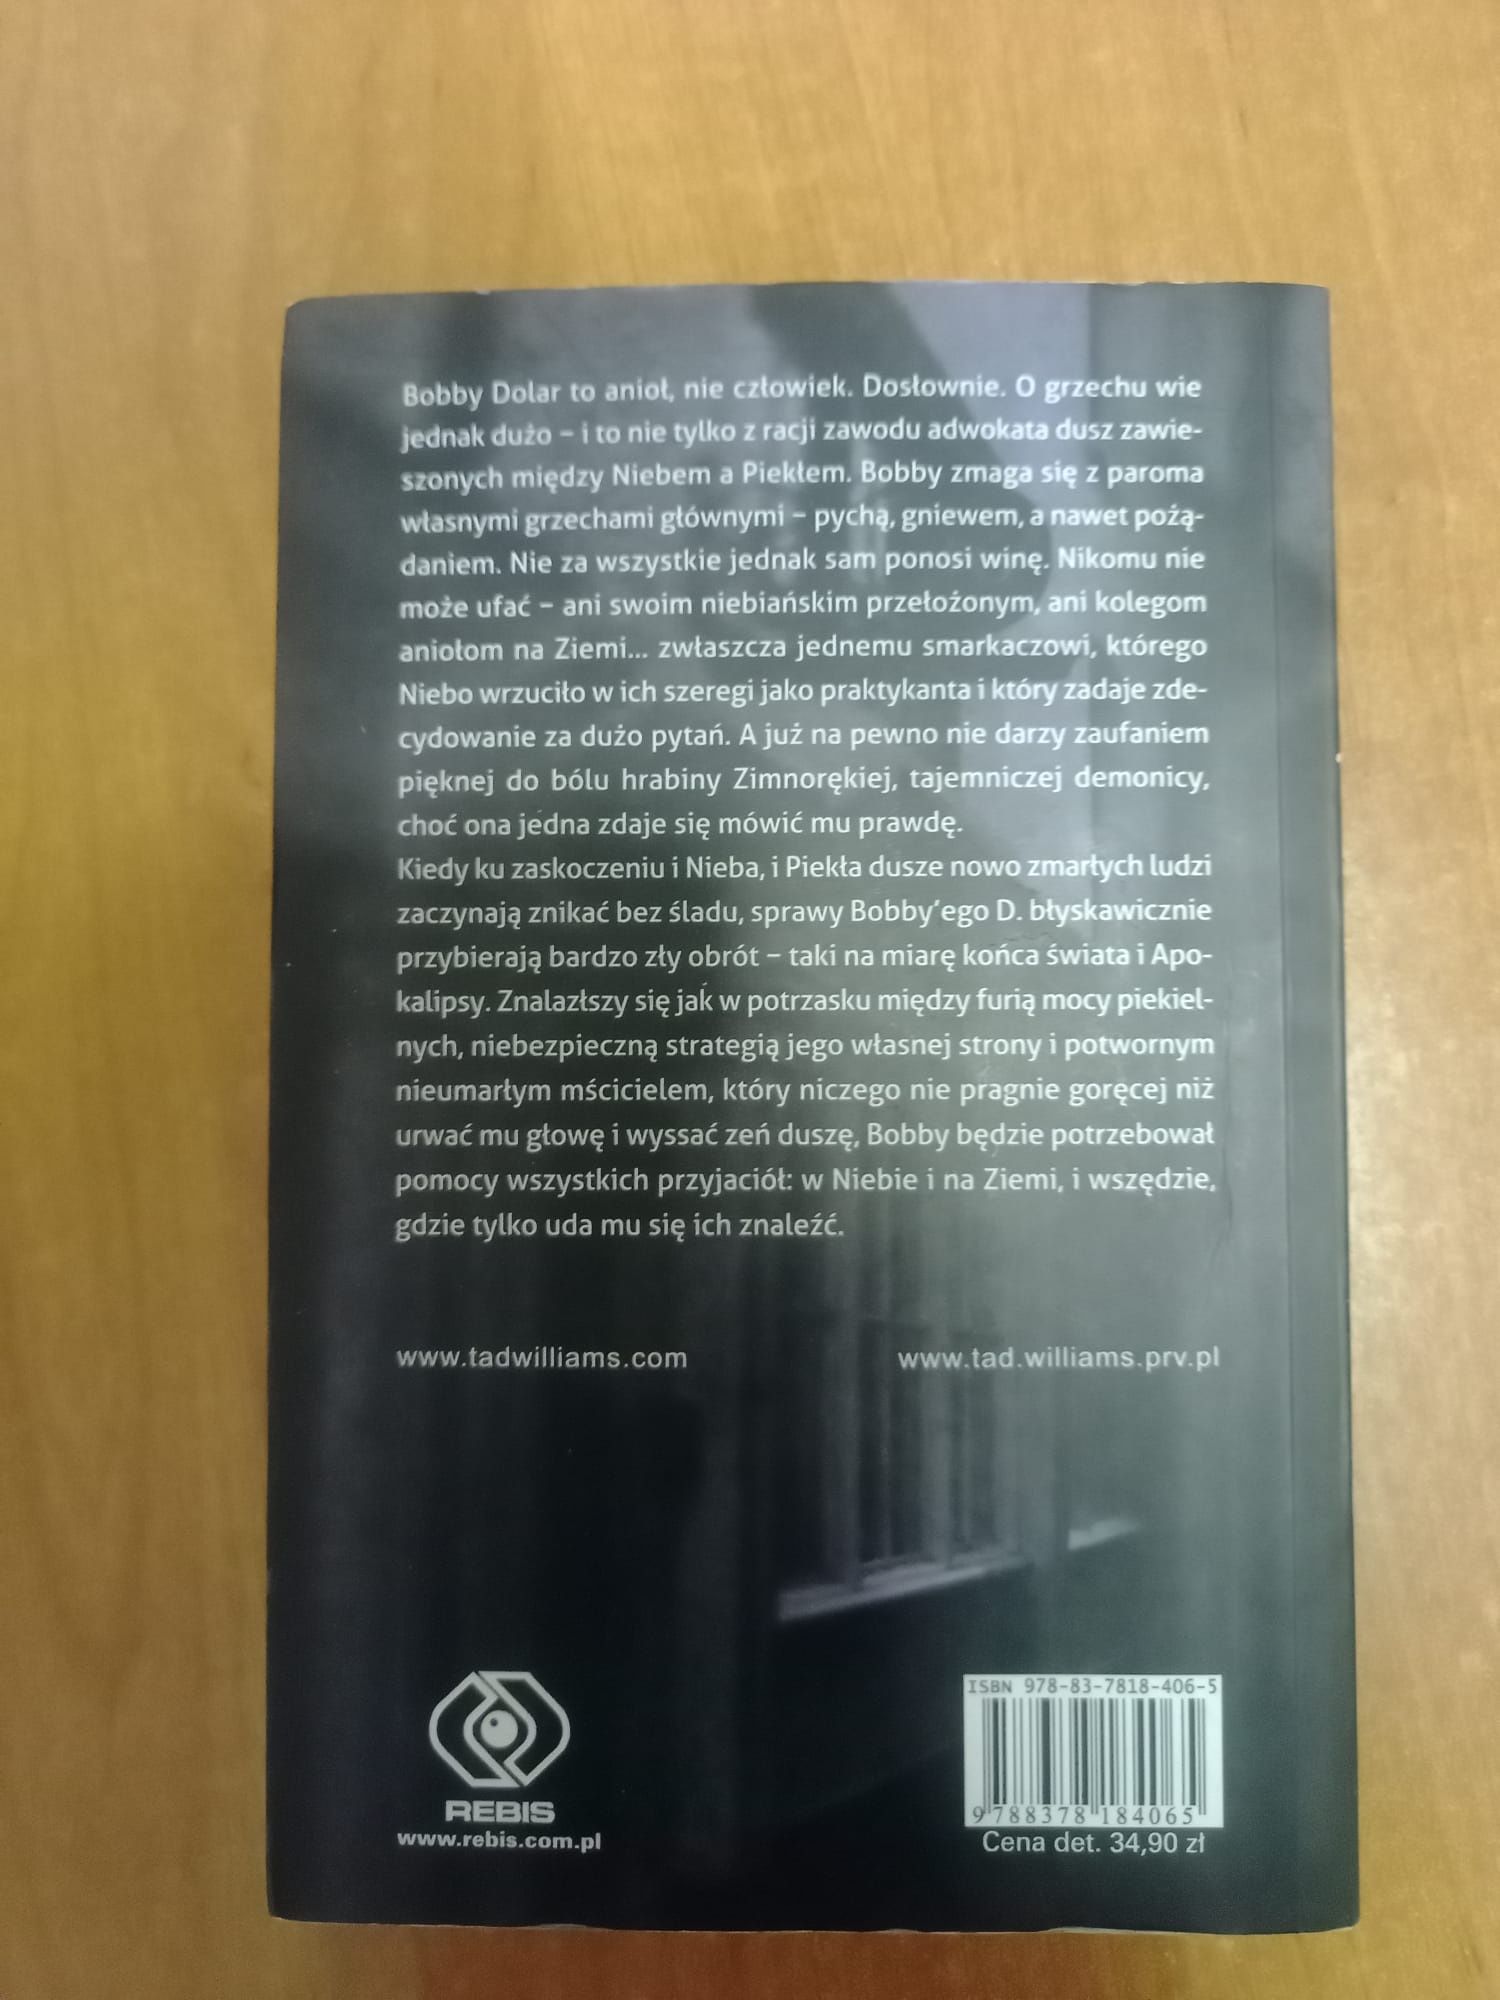 Bobby Dolar to anioł, nie człowiek. Dosłownie. O grzechu wie
jednak dużo – i to nie tylko z racji zawodu adwokata dusz zawie-
szonych między Niebem a Piekłem. Bobby zmaga się z paroma
własnymi grzechami głównymi – pychą, gniewem, a nawet pożą-
daniem. Nie za wszystkie jednak sam ponosi winę. Nikomu nie
może ufać – ani swoim niebiańskim przełożonym, ani kolegom
aniołom na Ziemi... zwłaszcza jednemu smarkaczowi, którego
Niebo wrzuciło w ich szeregi jako praktykanta i który zadaje zde-
cydowanie za dużo pytań. A już na pewno nie darzy zaufaniem
pięknej do bólu hrabiny Zimnorękiej, tajemniczej demonicy,
choć ona jedna zdaje się mówić mu prawdę.
Kiedy ku zaskoczeniu i Nieba, i Piekła dusze nowo zmarłych ludzi
zaczynają znikać bez śladu, sprawy Bobby’ego D. błyskawicznie
przybierają bardzo zły obrót – taki na miarę końca świata i Apo-
kalipsy. Znalazłszy się jak w potrzasku między furią mocy piekiel-
nych, niebezpieczną strategią jego własnej strony i potwornym
nieumarłym mścicielem, który niczego nie pragnie goręcej niż
urwać mu głowę i wyssać zeń duszę, Bobby będzie potrzebował
pomocy wszystkich przyjaciół: w Niebie i na Ziemi, i wszędzie,
gdzie tylko uda mu się ich znaleźć.
www.tadwilliams.com
www.tad.williams.prv.pl
REBIS
www.rebis.com.pl
ISBN 978-83-7818-406-5
9 788378 184065
Cena det. 34,90 zł